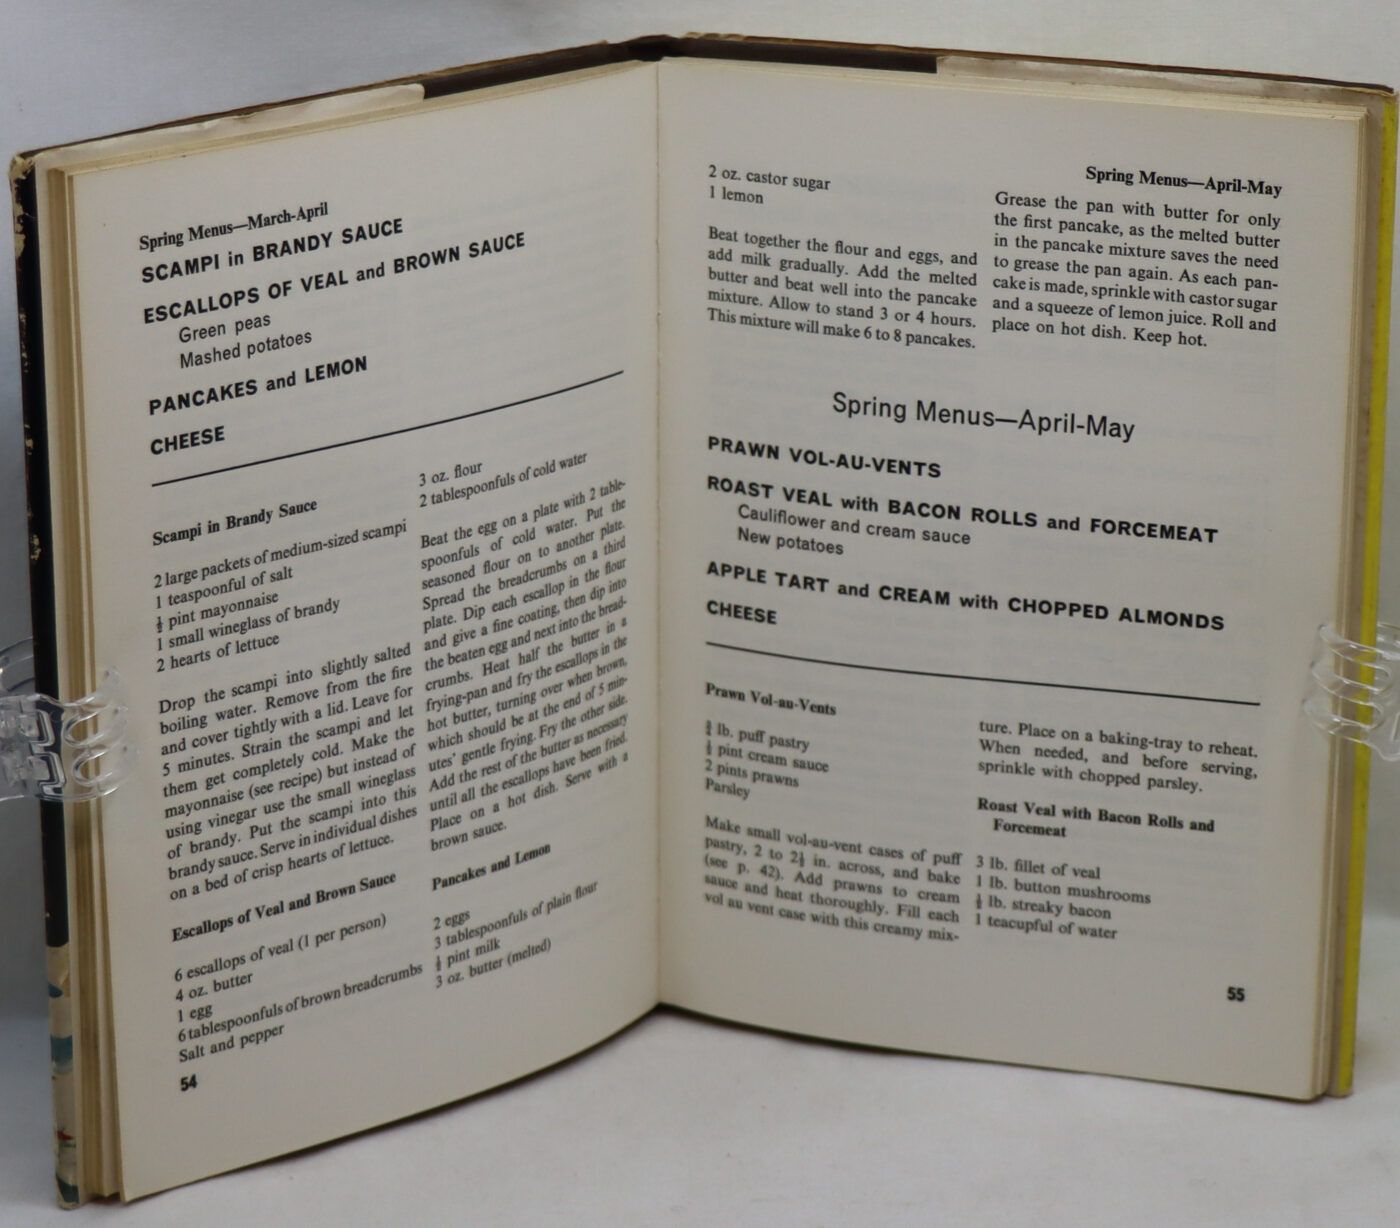 Spring Menus—March-April
SCAMPI in BRANDY SAUCE
ESCALLOPS OF VEAL and BROWN SAUCE
Green peas
Mashed potatoes
PANCAKES and LEMON
CHEESE
Scampi in Brandy Sauce
2 large packets of medium-sized scampi
1 teaspoonful of salt
½ pint mayonnaise
1 small wineglass of brandy
2 hearts of lettuce
Drop the scampi into slightly salted
boiling water. Remove from the fire
and cover tightly with a lid. Leave for
5 minutes. Strain the scampi and let
them get completely cold. Make the
mayonnaise (see recipe) but instead of
using vinegar use the small wineglass
of brandy. Put the scampi into this
brandy sauce. Serve in individual dishes
on a bed of crisp hearts of lettuce.
Escallops of Veal and Brown Sauce
6 escallops of veal (1 per person)
4 oz. butter
1 egg
6 tablespoonfuls of brown breadcrumbs
Salt and pepper
54
3 oz. flour
2 tablespoonfuls of cold water
Beat the egg on a plate with 2 table-
spoonfuls of cold water. Put the
seasoned flour on to another plate.
Spread the breadcrumbs on a third
plate. Dip each escallop in the flour
and give a fine coating, then dip into
the beaten egg and next into the bread-
crumbs. Heat half the butter in a
frying-pan and fry the escallops in the
hot butter, turning over when brown,
which should be at the end of 5 min-
utes' gentle frying. Fry the other side.
Add the rest of the butter as necessary
until all the escallops have been fried.
Place on a hot dish. Serve with a
brown sauce.
Pancakes and Lemon
2 eggs
3 tablespoonfuls of plain flour
½ pint milk
3 oz. butter (melted)
Spring Menus—April-May
2 oz. castor sugar
1 lemon
Beat together the flour and eggs, and
add milk gradually. Add the melted
butter and beat well into the pancake
mixture. Allow to stand 3 or 4 hours.
This mixture will make 6 to 8 pancakes.
Grease the pan with butter for only
the first pancake, as the melted butter
in the pancake mixture saves the need
to grease the pan again. As each pan-
cake is made, sprinkle with castor sugar
and a squeeze of lemon juice. Roll and
place on hot dish. Keep hot.
Spring Menus—April-May
PRAWN VOL-AU-VENTS
ROAST VEAL with BACON ROLLS and FORCEMEAT
Cauliflower and cream sauce
New potatoes
APPLE TART and CREAM with CHOPPED ALMONDS
CHEESE
Prawn Vol-au-Vents
lb. puff pastry
pint cream sauce
2 pints prawns
Parsley
Make small vol-au-vent cases of puff
pastry, 2 to 2½ in. across, and bake
(see p. 42). Add prawns to cream
sauce and heat thoroughly. Fill each
vol au vent case with this creamy mix-
ture. Place on a baking-tray to reheat.
When needed, and before serving,
sprinkle with chopped parsley.
Roast Veal with Bacon Rolls and
Forcemeat
3 lb. fillet of veal
1 lb. button mushrooms
½ lb. streaky bacon
1 teacupful of water
55